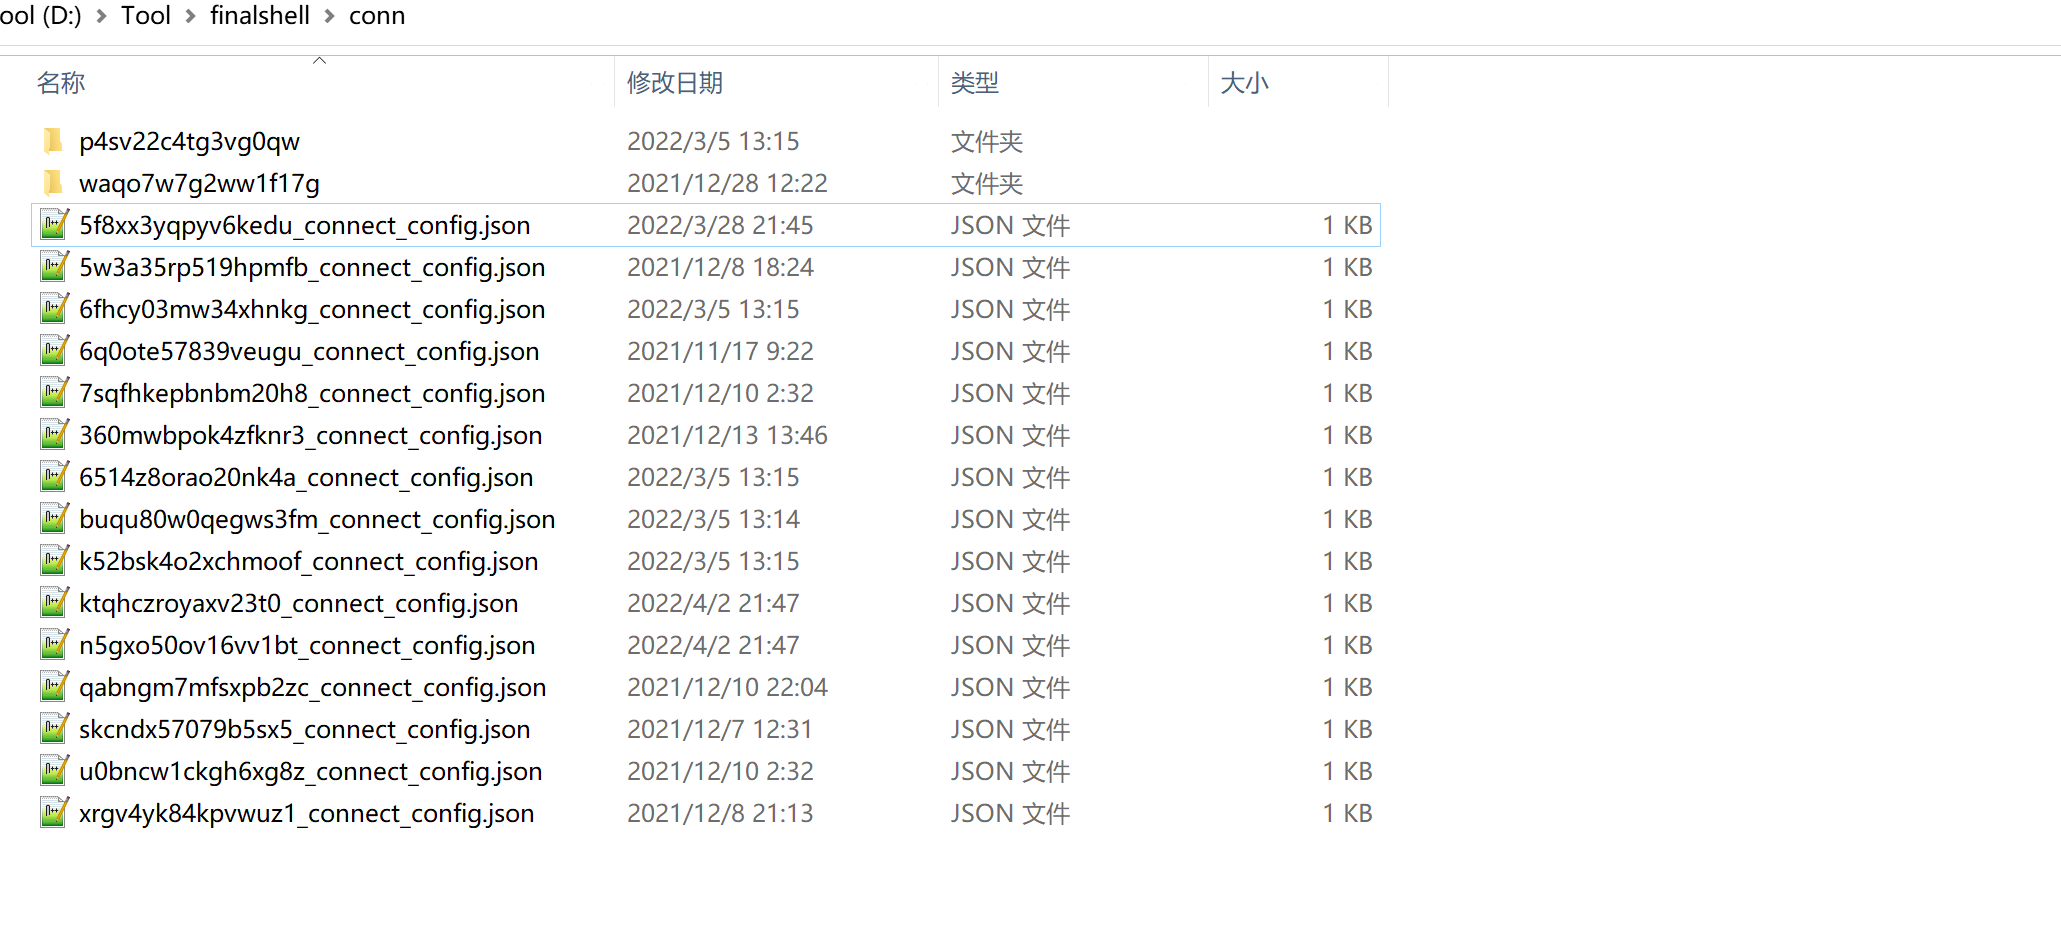 ool (D:) > Tool > finalshell > conn
名称 修改日期 类型 大小
p4sv22c4tg3vg0qw 2022/3/5 13:15 文件夹
waqo7w7g2ww1f17g 2021/12/28 12:22 文件夹
5f8xx3yqpyv6kedu_connect_config.json 2022/3/28 21:45 JSON 文件 1 KB
5w3a35rp519hpmfb_connect_config.json 2021/12/8 18:24 JSON 文件 1 KB
6fhcy03mw34xhnkg_connect_config.json 2022/3/5 13:15 JSON 文件 1 KB
6q0ote57839veugu_connect_config.json 2021/11/17 9:22 JSON 文件 1 KB
7sqfhkepbnbm20h8_connect_config.json 2021/12/10 2:32 JSON 文件 1 KB
360mwbpok4zfknr3_connect_config.json 2021/12/13 13:46 JSON 文件 1 KB
6514z8orao20nk4a_connect_config.json 2022/3/5 13:15 JSON 文件 1 KB
buqu80w0qegws3fm_connect_config.json 2022/3/5 13:14 JSON 文件 1 KB
k52bsk4o2xchmoof_connect_config.json 2022/3/5 13:15 JSON 文件 1 KB
ktqhczroyaxv23t0_connect_config.json 2022/4/2 21:47 JSON 文件 1 KB
n5gxo50ov16vv1bt_connect_config.json 2022/4/2 21:47 JSON 文件 1 KB
qabngm7mfsxpb2zc_connect_config.json 2021/12/10 22:04 JSON 文件 1 KB
skcndx57079b5sx5_connect_config.json 2021/12/7 12:31 JSON 文件 1 KB
u0bncw1ckgh6xg8z_connect_config.json 2021/12/10 2:32 JSON 文件 1 KB
xrgv4yk84kpvwuz1_connect_config.json 2021/12/8 21:13 JSON 文件 1 KB